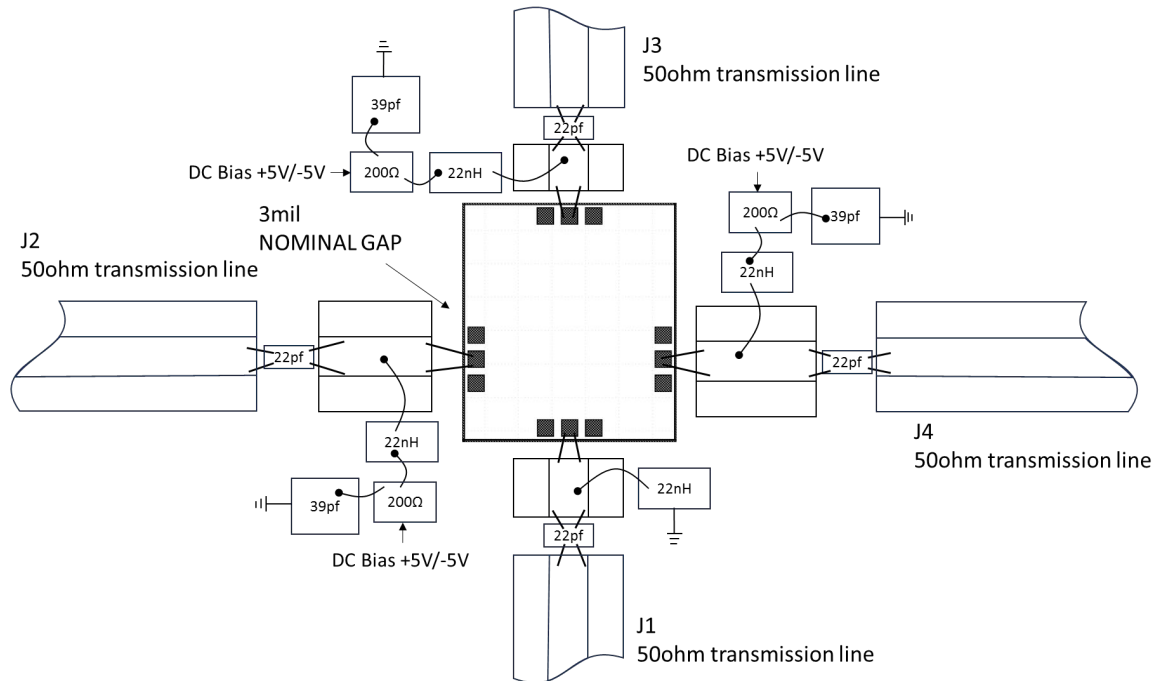 J3
50ohm transmission line
39pf
22pf
DC Bias +5V/-5V
200Ω
22nH
DC Bias +5V/-5V
200Ω
39pf
22nH
3mil
NOMINAL GAP
J2
50ohm transmission line
22pf
22pf
J4
50ohm transmission line
22nH
39pf
200Ω
DC Bias +5V/-5V
22nH
22pf
J1
50ohm transmission line